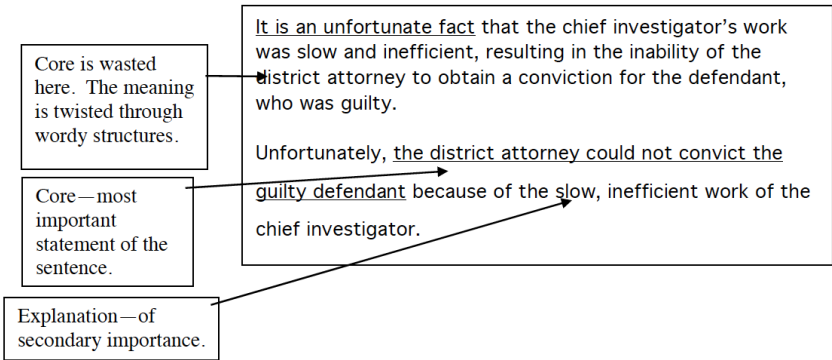 Core is wasted
here. The meaning
is twisted through
wordy structures.
Core—most
important
statement of the
sentence.
Explanation—of
secondary importance.
It is an unfortunate fact that the chief investigator's work
was slow and inefficient, resulting in the inability of the
district attorney to obtain a conviction for the defendant,
who was guilty.
Unfortunately, the district attorney could not convict the
guilty defendant because of the slow, inefficient work of the
chief investigator.